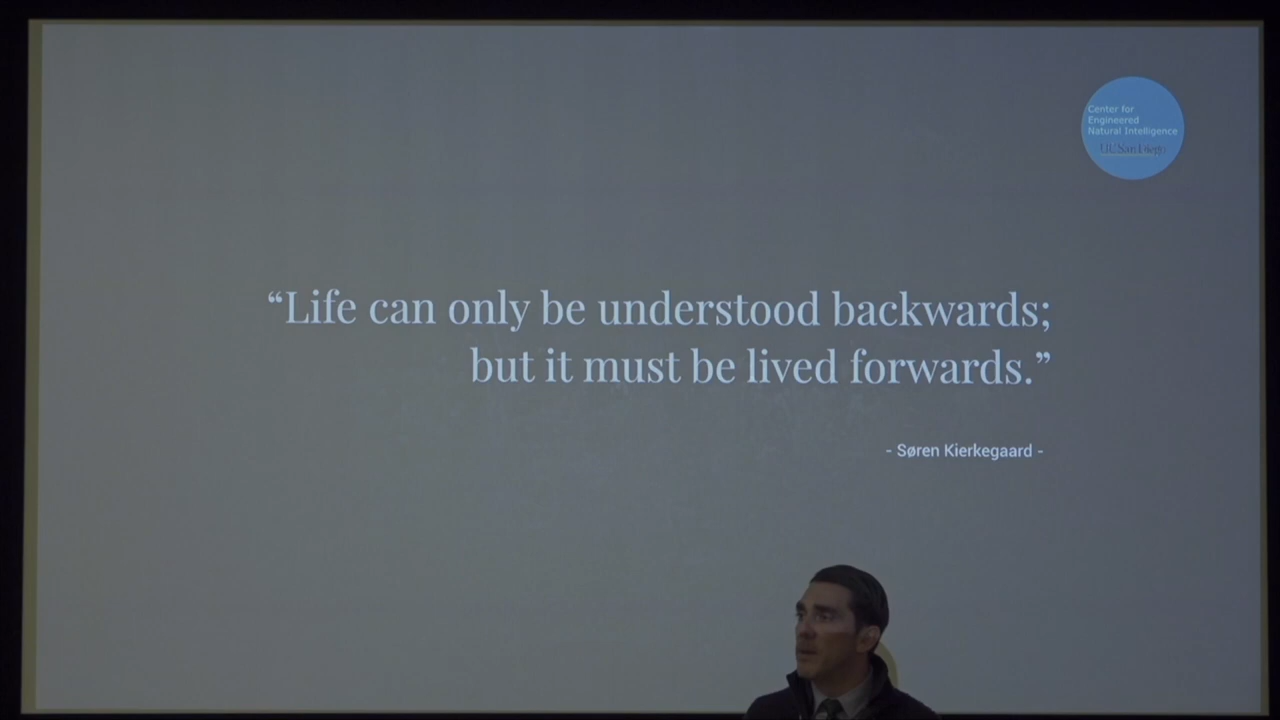 Center for
Engineered
Natural Intelligence
UC San Diego
“Life can only be understood backwards;
but it must be lived forwards.”
- Søren Kierkegaard -